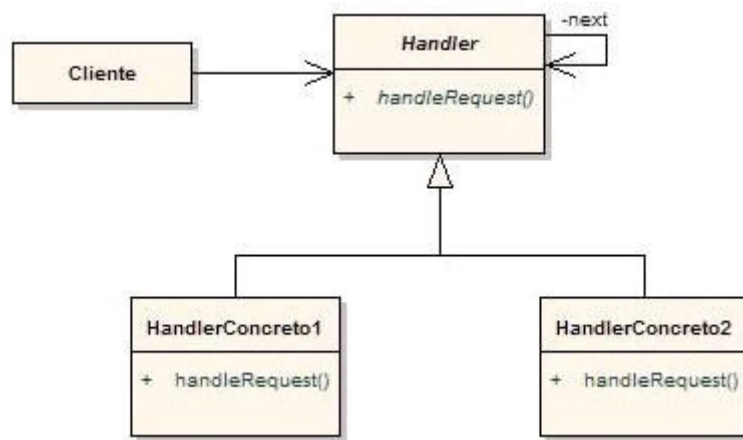 -next
Handler
Cliente
+ handleRequest()
HandlerConcreto1
HandlerConcreto2
+ handleRequest()
+ handleRequest()